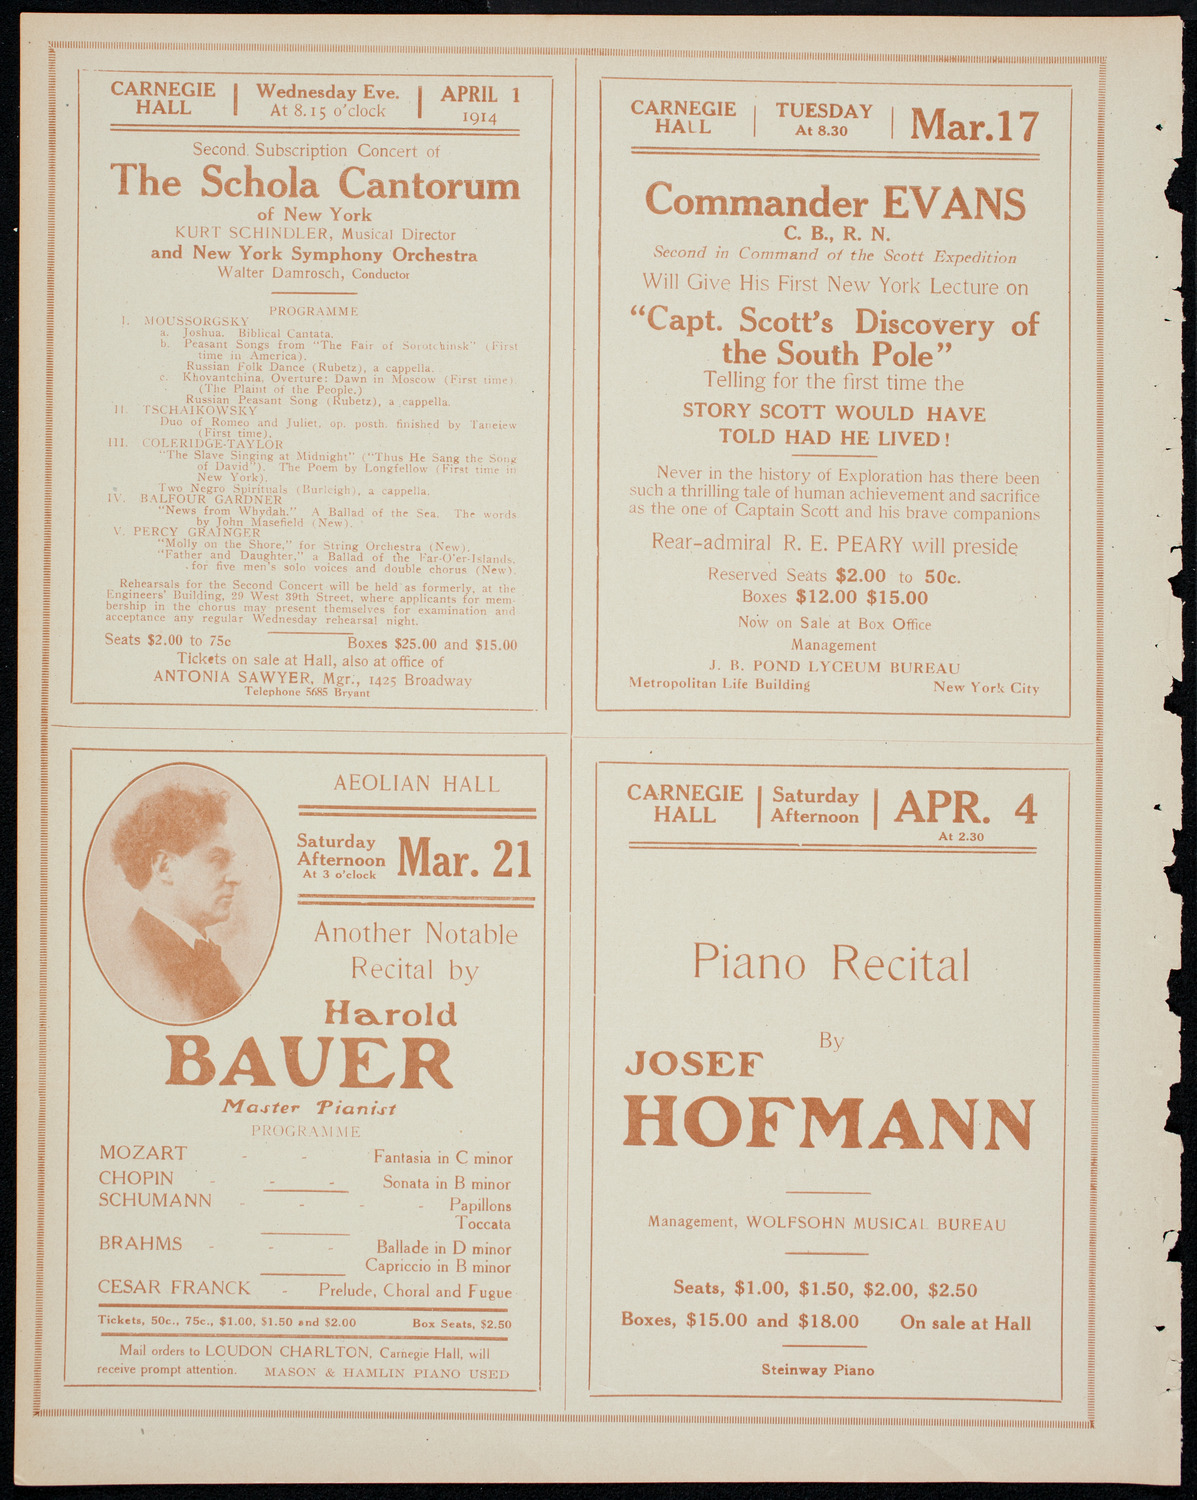 CARNEGIE HALL
Wednesday Eve.
At 8.15 o'clock
APRIL 1
1914
Second Subscription Concert of
The Schola Cantorum
of New York
KURT SCHINDLER, Musical Director
and New York Symphony Orchestra
Walter Damrosch, Conductor
PROGRAMME
I. MOUSSORGSKY
a. Joshua. Biblical Cantata.
b. Peasant Songs from "The Fair of Sorotchinsk" (First
time in America).
Russian Folk Dance (Rubetz), a cappella.
c. Khovantchina, Overture: Dawn in Moscow (First time).
(The Plaint of the People.)
Russian Peasant Song (Rubetz), a cappella.
II. TSCHAIKOWSKY
Duo of Romeo and Juliet, op. posth. finished by Taneiew
(First time).
III. COLERIDGE-TAYLOR
"The Slave Singing at Midnight" ("Thus He Sang the Song
of David"). The Poem by Longfellow (First time in
New York).
Two Negro Spirituals (Burleigh), a cappella.
IV. BALFOUR GARDNER
"News from Whydah." A Ballad of the Sea. The words
by John Masefield (New).
V. PERCY GRAINGER
"Molly on the Shore," for String Orchestra (New).
"Father and Daughter," a Ballad of the Far-O'er-Islands,
for five men's solo voices and double chorus (New).
Rehearsals for the Second Concert will be held as formerly, at the
Engineers' Building, 29 West 39th Street, where applicants for mem-
bership in the chorus may present themselves for examination and
acceptance any regular Wednesday rehearsal night.
Seats $2.00 to 75c Boxes $25.00 and $15.00
Tickets on sale at Hall, also at office of
ANTONIA SAWYER, Mgr., 1425 Broadway
Telephone 5685 Bryant
CARNEGIE HALL
TUESDAY
At 8.30
Mar. 17
Commander EVANS
C. B., R. N.
Second in Command of the Scott Expedition
Will Give His First New York Lecture on
"Capt. Scott's Discovery of
the South Pole"
Telling for the first time the
STORY SCOTT WOULD HAVE
TOLD HAD HE LIVED!
Never in the history of Exploration has there been
such a thrilling tale of human achievement and sacrifice
as the one of Captain Scott and his brave companions
Rear-admiral R. E. PEARY will preside
Reserved Seats $2.00 to 50c.
Boxes $12.00 $15.00
Now on Sale at Box Office
Management
J. B. POND LYCEUM BUREAU
Metropolitan Life Building New York City
AEOLIAN HALL
Saturday
Afternoon
At 3 o'clock
Mar. 21
Another Notable
Recital by
Harold
BAUER
Master Pianist
PROGRAMME
MOZART - - Fantasia in C minor
CHOPIN - - - Sonata in B minor
SCHUMANN - - - - Papillons
Toccata
BRAHMS - - - Ballade in D minor
Capriccio in B minor
CESAR FRANCK - Prelude, Choral and Fugue
Tickets, 50c., 75c., $1.00, $1.50 and $2.00 Box Seats, $2.50
Mail orders to LOUDON CHARLTON, Carnegie Hall, will
receive prompt attention. MASON & HAMLIN PIANO USED
CARNEGIE HALL
Saturday
Afternoon
APR. 4
At 2.30
Piano Recital
By
JOSEF
HOFMANN
Management, WOLFSOHN MUSICAL BUREAU
Seats, $1.00, $1.50, $2.00, $2.50
Boxes, $15.00 and $18.00 On sale at Hall
Steinway Piano